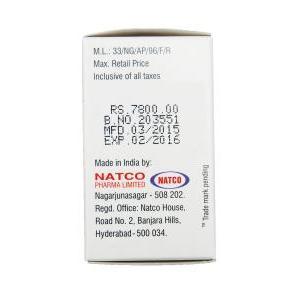 M.L.: 33/NG/AP/96/F/R
Max. Retail Price
Inclusive of all taxes
RS.7800.00
B.NO.203551
MFD.03/2015
EXP.02/2016
Made in India by:
NATCO
PHARMA LIMITED
NATCO
Nagarjunasagar - 508 202.
Regd. Office: Natco House,
Road No. 2, Banjara Hills,
Hyderabad - 500 034.
™ Trade mark pending